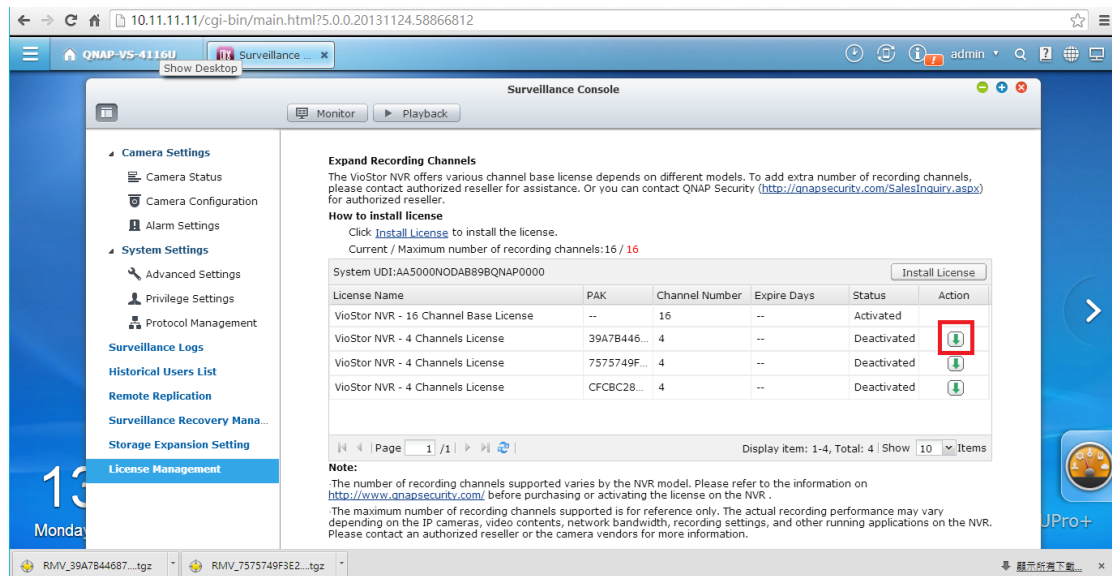 10.11.11.11/cgi-bin/main.html?5.0.0.20131124.58866812
QNAP-VS-4116U
Surveillance ...
admin
Show Desktop
Surveillance Console
Monitor
Playback
Camera Settings
Camera Status
Camera Configuration
Alarm Settings
System Settings
Advanced Settings
Privilege Settings
Protocol Management
Surveillance Logs
Historical Users List
Remote Replication
Surveillance Recovery Mana...
Storage Expansion Setting
License Management
Expand Recording Channels
The VioStor NVR offers various channel base license depends on different models. To add extra number of recording channels,
please contact authorized reseller for assistance. Or you can contact QNAP Security (http://qnapsecurity.com/SalesInquiry.aspx)
for authorized reseller.
How to install license
Click Install License to install the license.
Current / Maximum number of recording channels:16 / 16
System UDI:AA5000NODAB89BQNAP0000
Install License
License Name PAK Channel Number Expire Days Status Action
VioStor NVR - 16 Channel Base License -- 16 -- Activated
VioStor NVR - 4 Channels License 39A7B446... 4 -- Deactivated
VioStor NVR - 4 Channels License 7575749F... 4 -- Deactivated
VioStor NVR - 4 Channels License CFCBC28... 4 -- Deactivated
Page 1 /1 Display item: 1-4, Total: 4 Show 10 Items
Note:
·The number of recording channels supported varies by the NVR model. Please refer to the information on
http://www.qnapsecurity.com/ before purchasing or activating the license on the NVR .
·The maximum number of recording channels supported is for reference only. The actual recording performance may vary
depending on the IP cameras, video contents, network bandwidth, recording settings, and other running applications on the NVR.
Please contact an authorized reseller or the camera vendors for more information.
13
Monday
UPro+
RMV_39A7B44687....tgz
RMV_7575749F3E2....tgz
顯示所有下載...